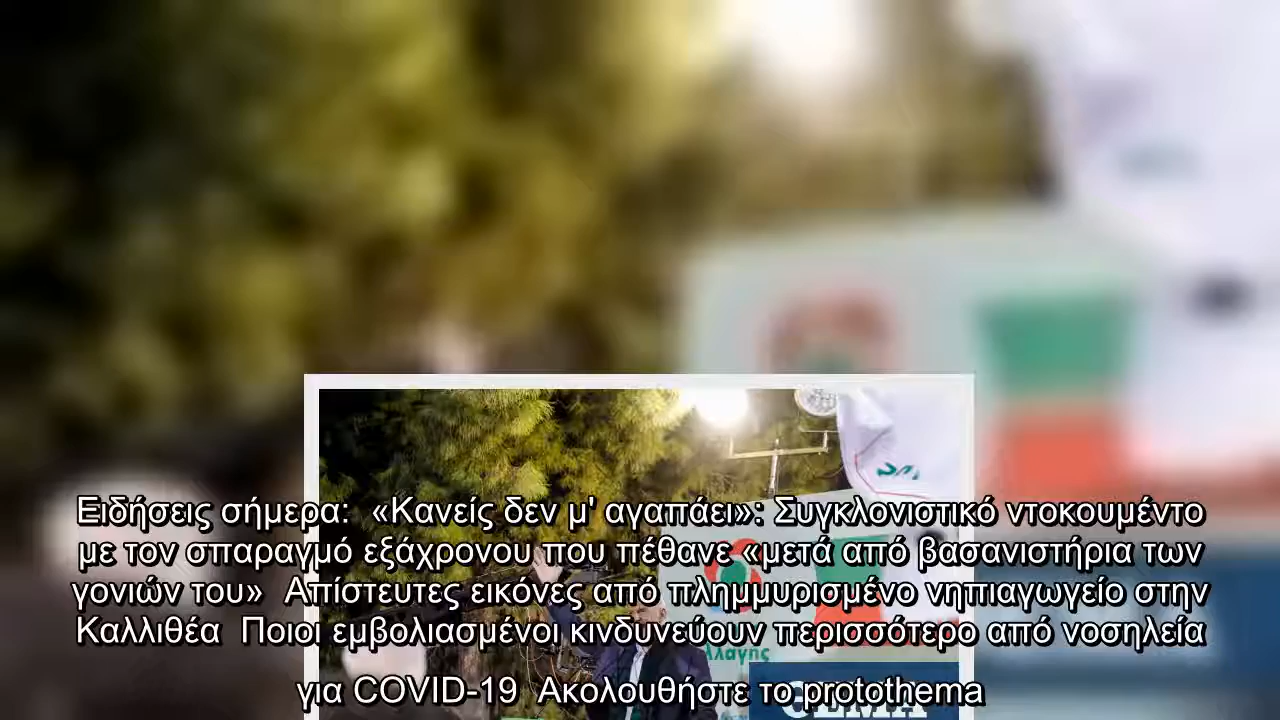 Ειδήσεις σήμερα:  «Κανείς δεν μ' αγαπάει»: Συγκλονιστικό ντοκουμέντο
με τον σπαραγμό εξάχρονου που πέθανε «μετά από βασανιστήρια των
γονιών του»  Απίστευτες εικόνες από πλημμυρισμένο νηπιαγωγείο στην
Καλλιθέα  Ποιοι εμβολιασμένοι κινδυνεύουν περισσότερο από νοσηλεία
για COVID-19  Ακολουθήστε το protothema